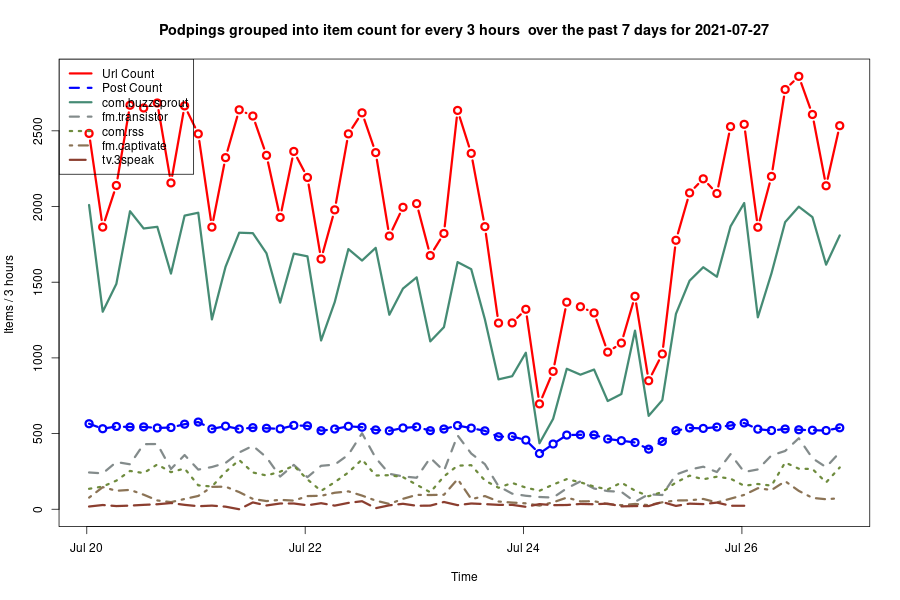 Podpings grouped into item count for every 3 hours  over the past 7 days for 2021-07-27
Url Count
Post Count
com.buzzsprout
fm.transistor
com.rss
fm.captivate
tv.3speak
Items / 3 hours
2500
2000
1500
1000
500
0
Jul 20
Jul 22
Jul 24
Jul 26
Time